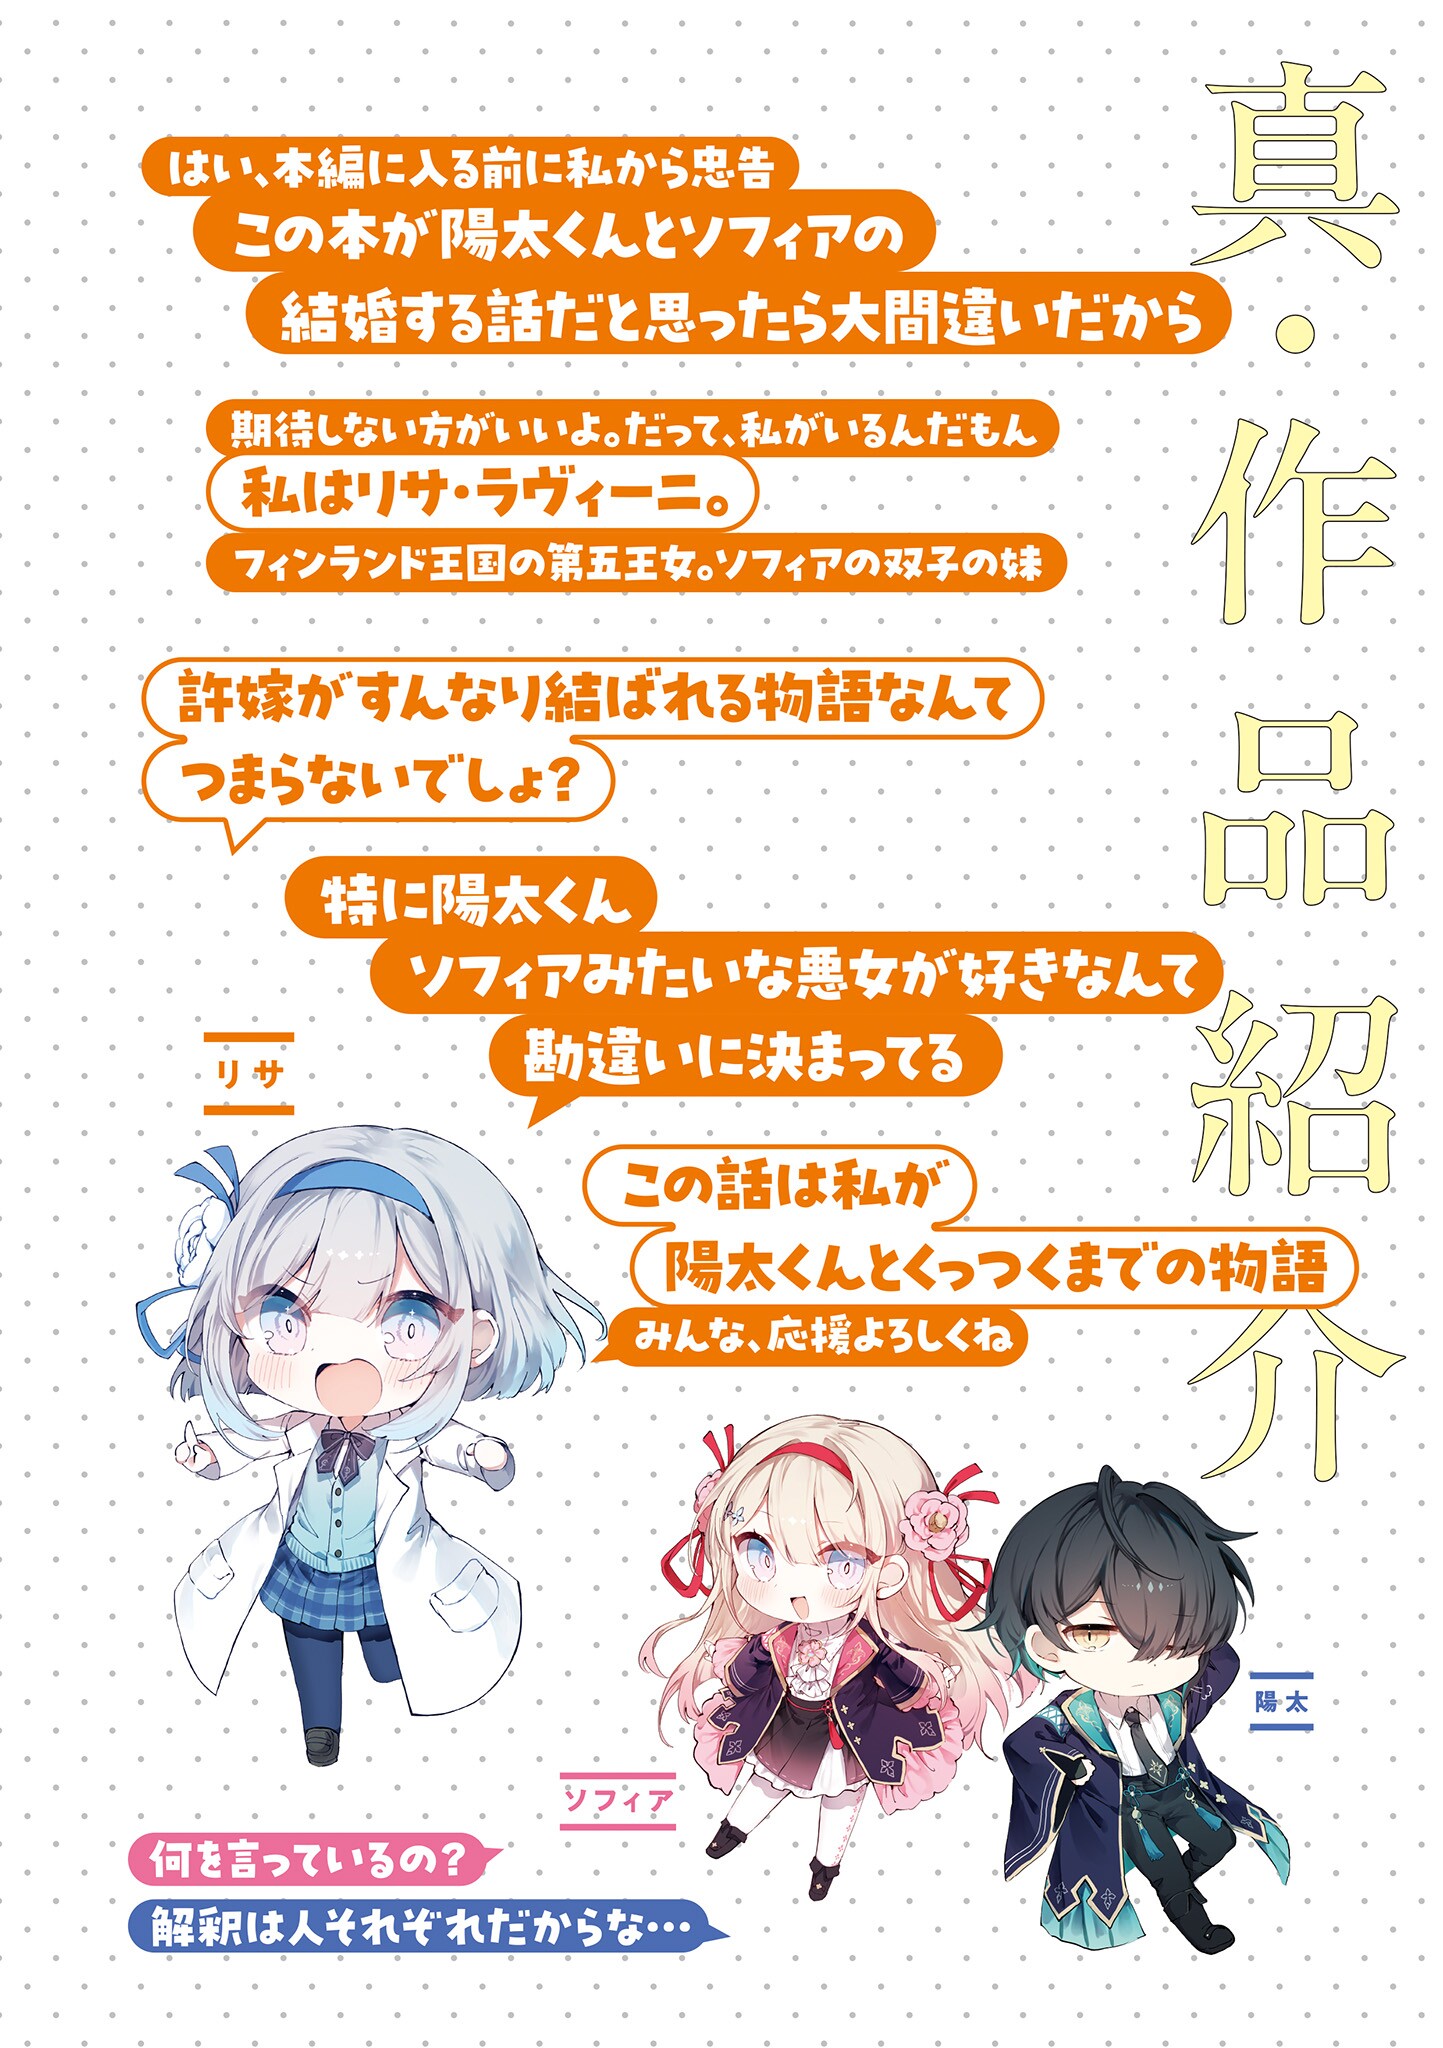 真・作品紹介
はい、本編に入る前に私から忠告
この本が陽太くんとソフィアの
結婚する話だと思ったら大間違いだから
期待しない方がいいよ。だって、私がいるんだもん
私はリサ・ラヴィーニ。
フィンランド王国の第五王女。ソフィアの双子の妹
許嫁がすんなり結ばれる物語なんて
つまらないでしょ?
特に陽太くん
ソフィアみたいな悪女が好きなんて
勘違いに決まってる
リサ
この話は私が
陽太くんとくっつくまでの物語
みんな、応援よろしくね
陽太
ソフィア
何を言っているの?
解釈は人それぞれだからな…